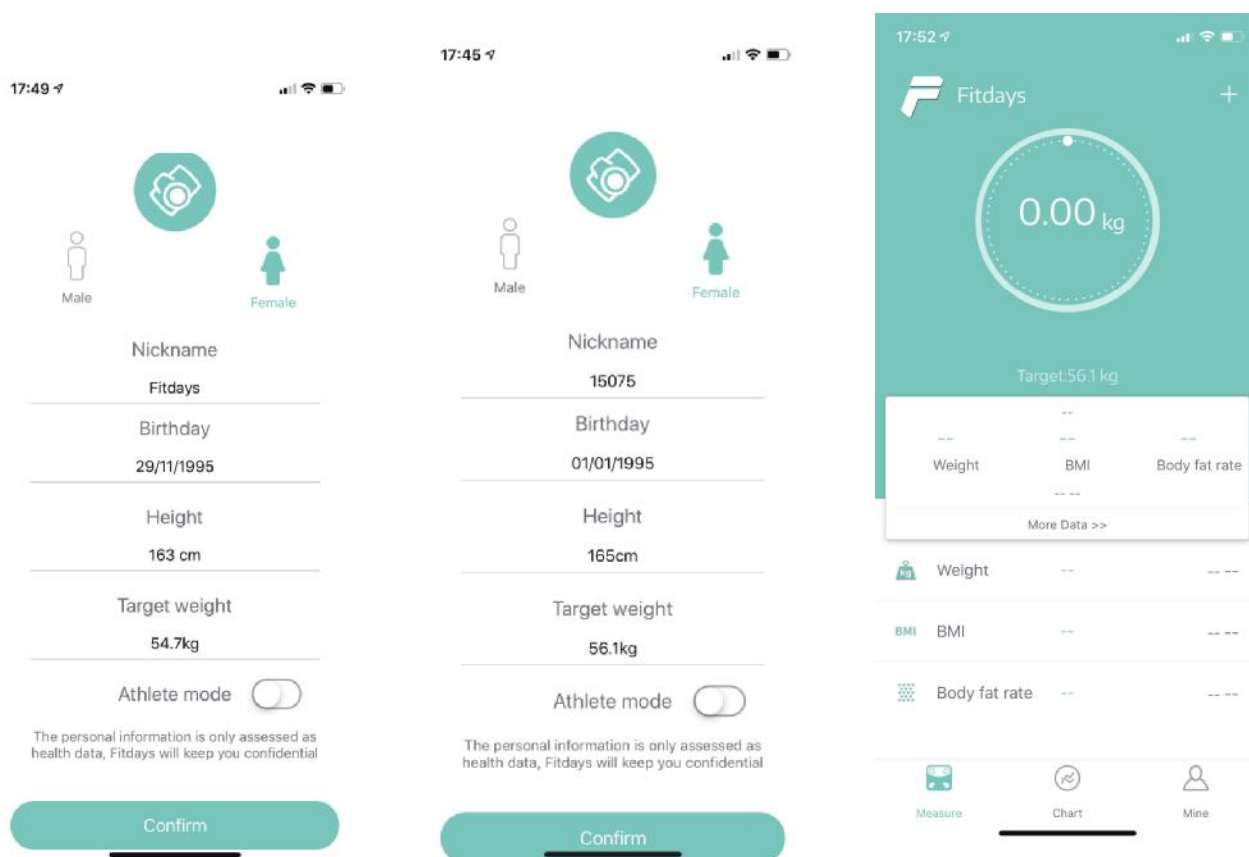 17:49
Male
Female
Nickname
Fitdays
Birthday
29/11/1995
Height
163 cm
Target weight
54.7kg
Athlete mode
The personal information is only assessed as
health data, Fitdays will keep you confidential
Confirm
17:45
Male
Female
Nickname
15075
Birthday
01/01/1995
Height
165cm
Target weight
56.1kg
Athlete mode
The personal information is only assessed as
health data, Fitdays will keep you confidential
Confirm
17:52
Fitdays
0.00 kg
Target:56.1 kg
--
-- -- --
Weight BMI Body fat rate
-- --
More Data >>
kg Weight -- -- --
BMI BMI -- -- --
Body fat rate -- -- --
Measure Chart Mine